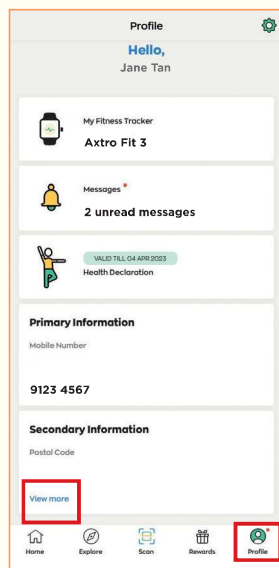 Profile
Hello,
Jane Tan
My Fitness Tracker
Axtro Fit 3
Messages
2 unread messages
VALID TILL 04 APR 2023
Health Declaration
Primary Information
Mobile Number
9123 4567
Secondary Information
Postal Code
View more
Home Explore Scan Rewards Profile